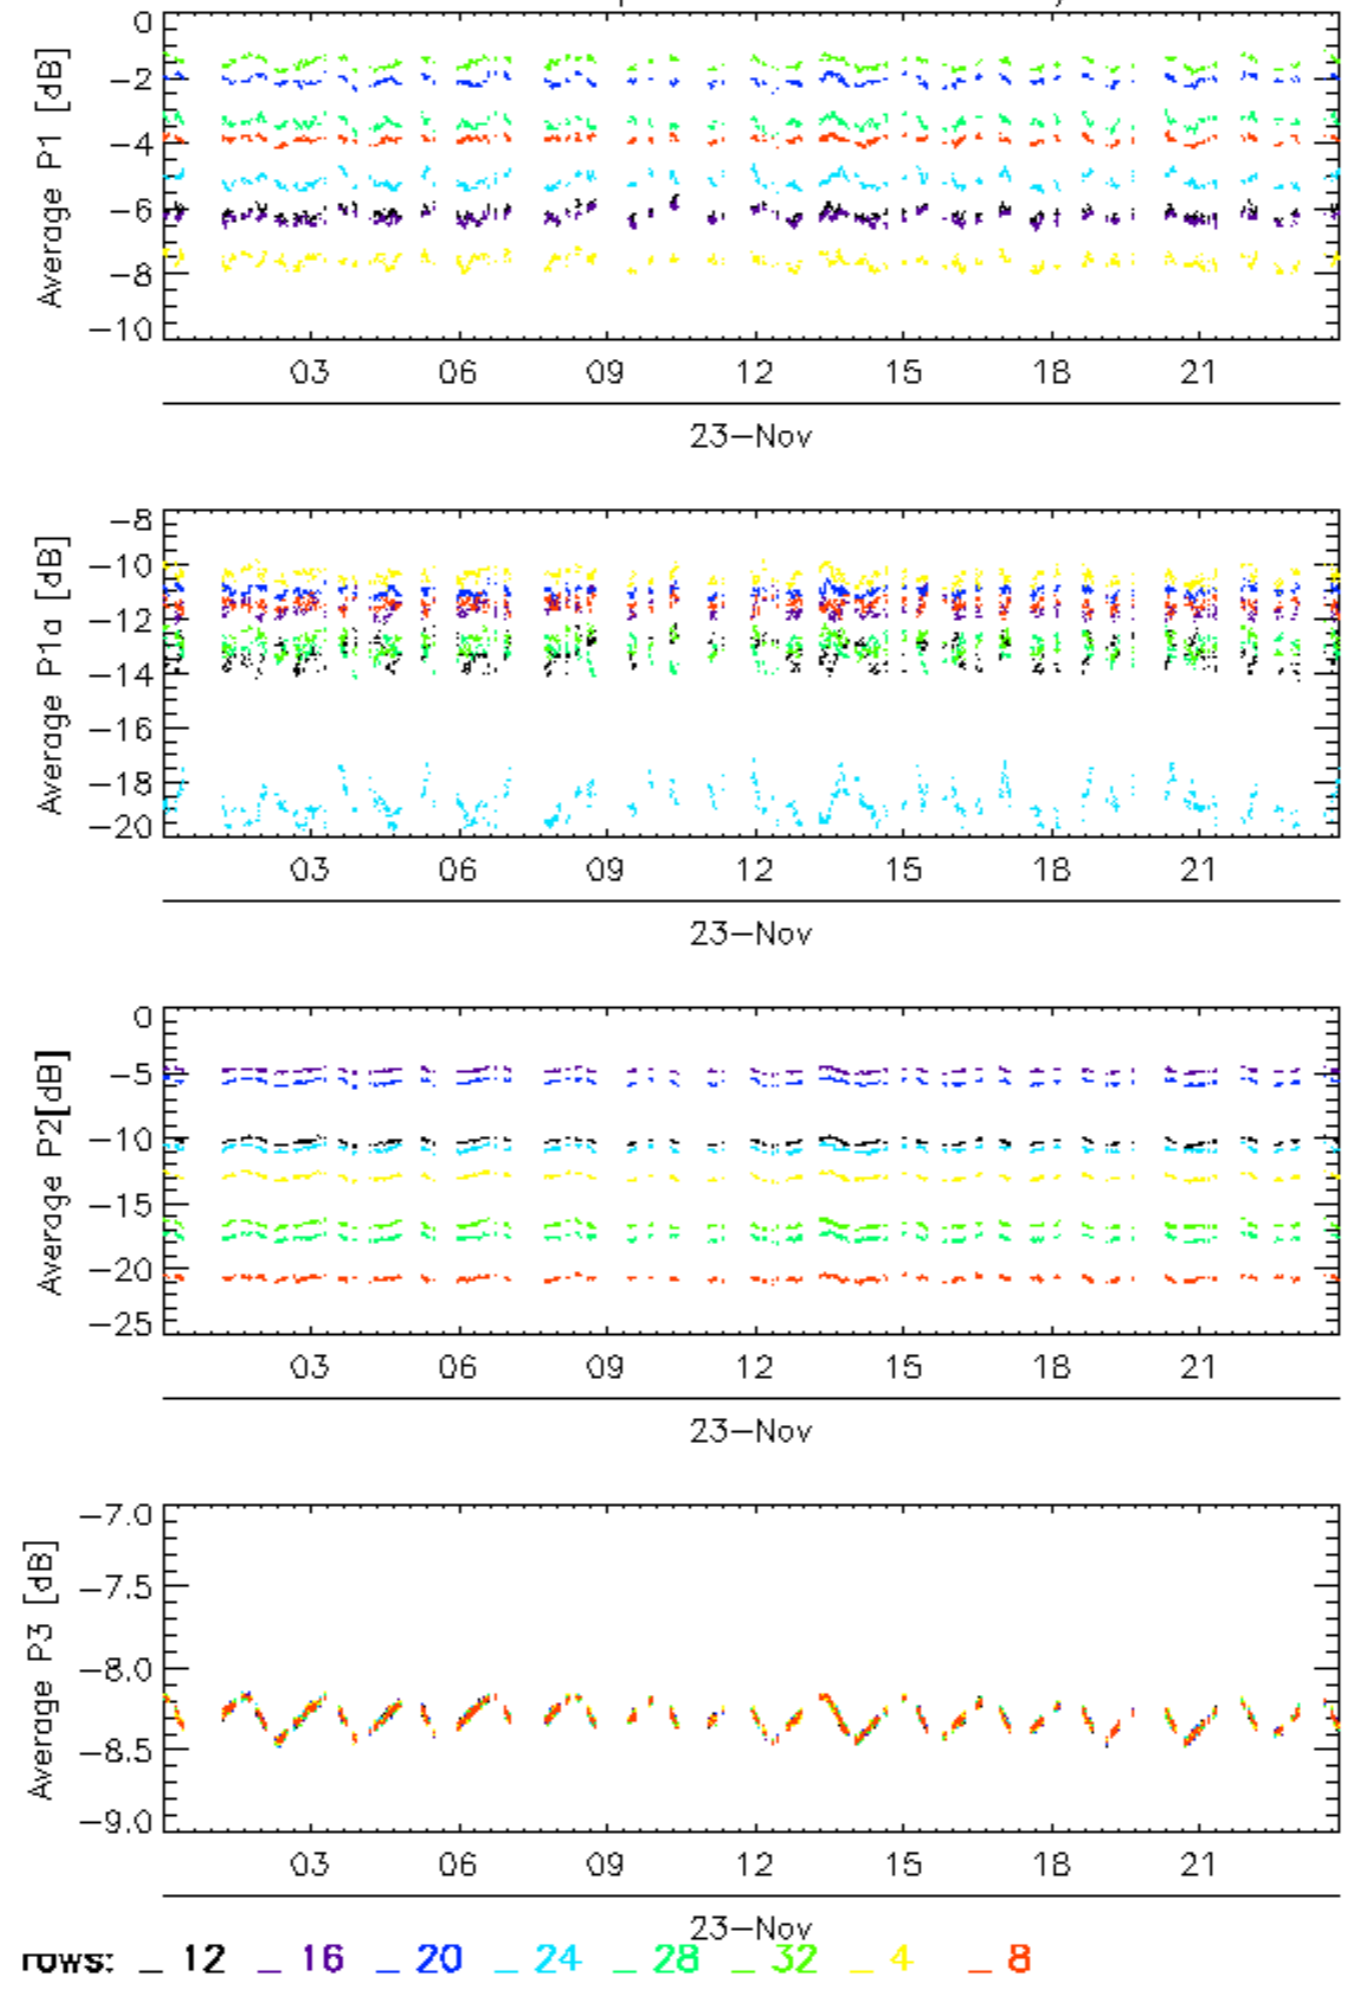 0
−2
−4
−6
−8
−10
Average P1 [dB]
03 06 09 12 15 18 21
23−Nov
−8
−10
−12
−14
−16
−18
−20
Average P1a [dB]
03 06 09 12 15 18 21
23−Nov
0
−5
−10
−15
−20
−25
Average P2[dB]
03 06 09 12 15 18 21
23−Nov
−7.0
−7.5
−8.0
−8.5
−9.0
Average P3 [dB]
03 06 09 12 15 18 21
23−Nov
rows: _ 12 _ 16 _ 20 _ 24 _ 28 _ 32 _ 4 _ 8